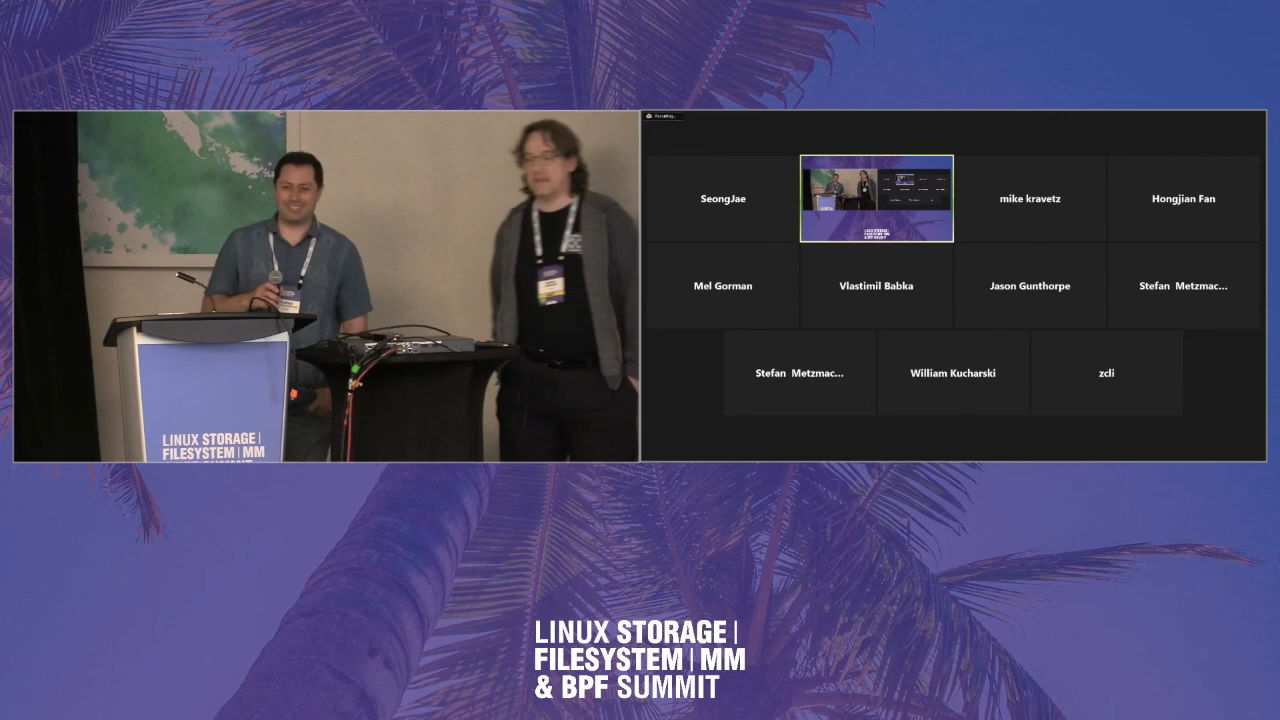 LINUX STORAGE |
FILESYSTEM | MM
Recording...
SeongJae
mike kravetz
Hongjian Fan
Mel Gorman
Vlastimil Babka
Jason Gunthorpe
Stefan Metzmac...
Stefan Metzmac...
William Kucharski
zcli
LINUX STORAGE |
FILESYSTEM | MM
& BPF SUMMIT